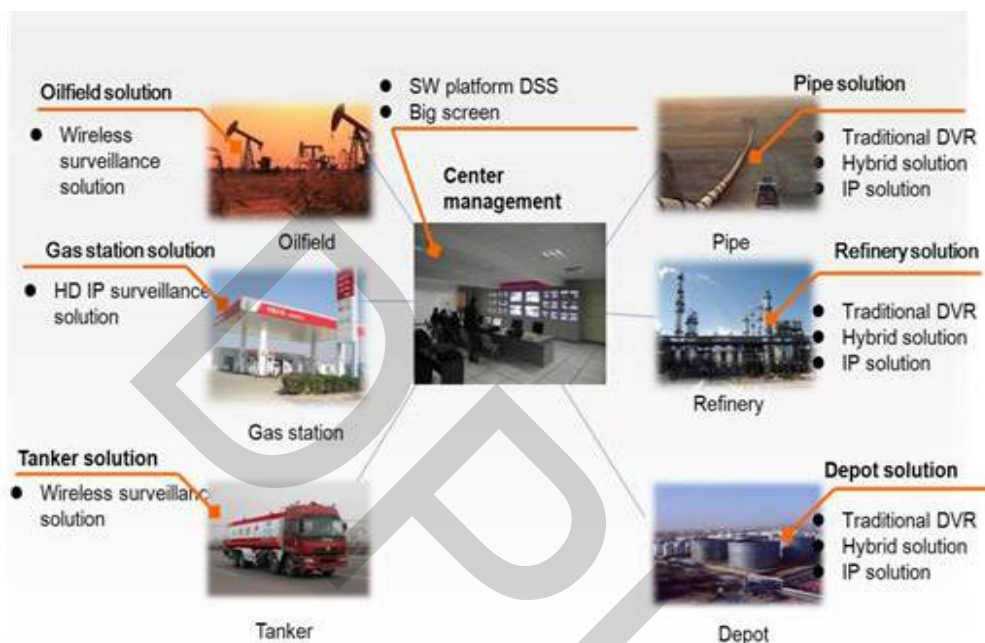 Oilfield solution
● Wireless
surveillance
solution
Oilfield
● SW platform DSS
● Big screen
Center
management
Pipe solution
● Traditional DVR
● Hybrid solution
● IP solution
Pipe
Gas station solution
● HD IP surveillance
solution
Gas station
Refinery solution
● Traditional DVR
● Hybrid solution
● IP solution
Refinery
Tanker solution
● Wireless surveillanc
solution
Tanker
Depot solution
● Traditional DVR
● Hybrid solution
● IP solution
Depot